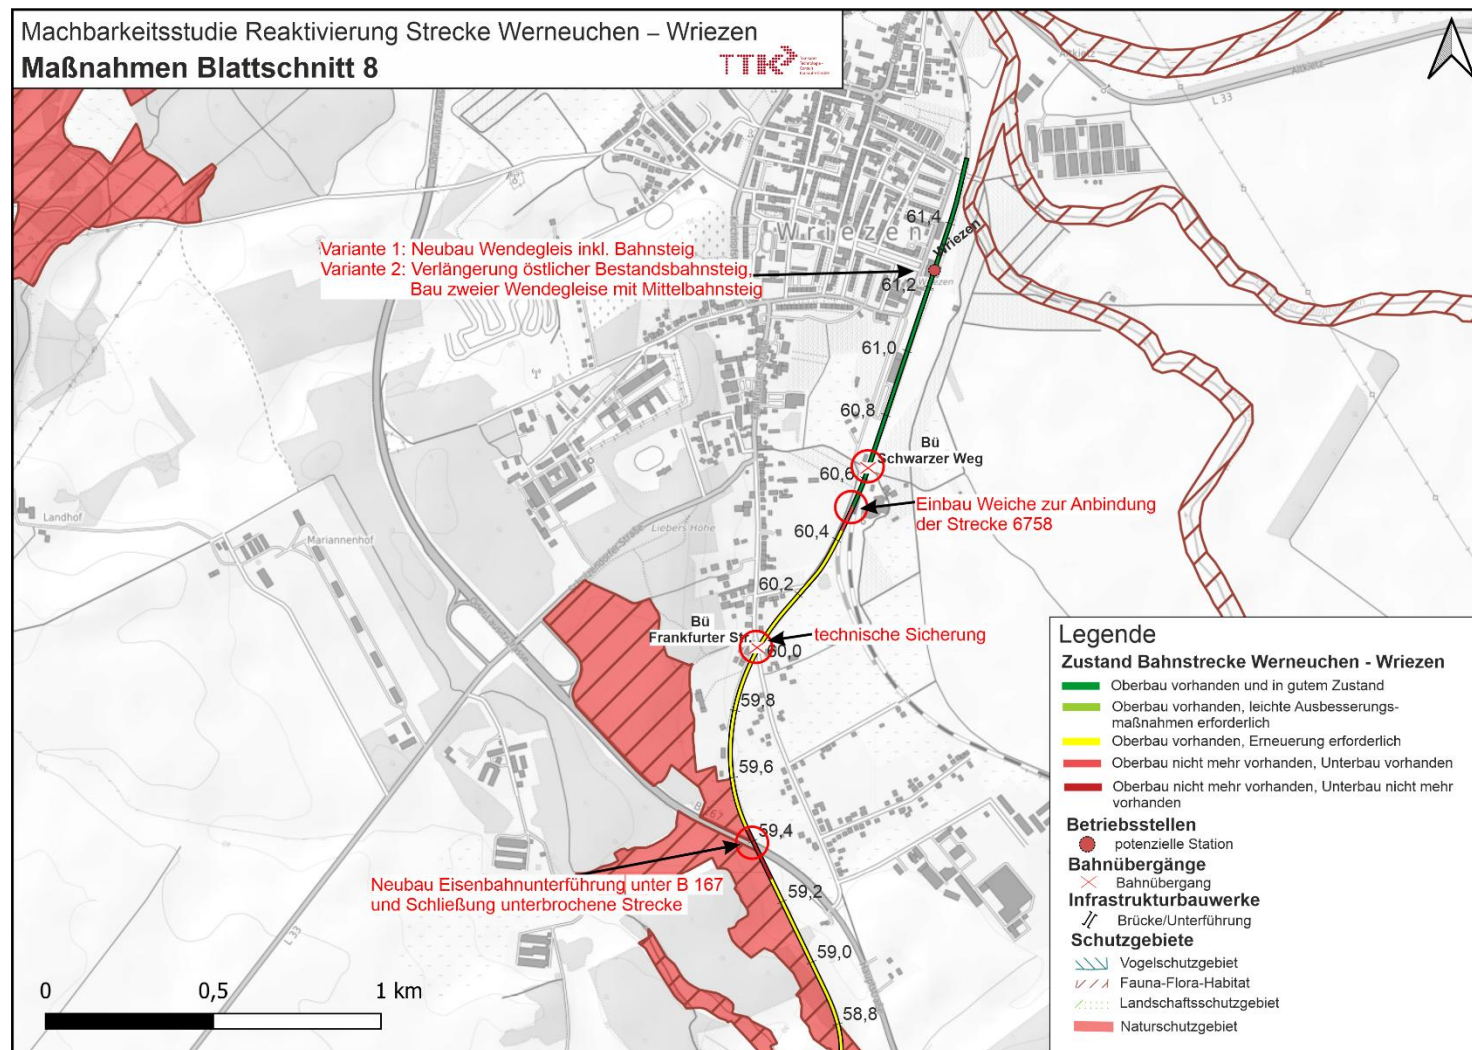 Machbarkeitsstudie Reaktivierung Strecke Werneuchen – Wriezen
Maßnahmen Blattschnitt 8
TTK
Altkietz
Altkietz
L 33
61,4
Wriezen
Wriezen
Variante 1: Neubau Wendegleis inkl. Bahnsteig
Variante 2: Verlängerung östlicher Bestandsbahnsteig,
Bau zweier Wendegleise mit Mittelbahnsteig
61,2
Wriezen
61,0
60,8
Bü
Schwarzer Weg
60,6
Einbau Weiche zur Anbindung
der Strecke 6758
60,4
Landhof
Mariannenhof
Liebers Höhe
60,2
Bü
Frankfurter Str.
technische Sicherung
60,0
59,8
59,6
B 167
59,4
Neubau Eisenbahnunterführung unter B 167
und Schließung unterbrochene Strecke
59,2
L 33
59,0
58,8
0
0,5
1 km
Legende
Zustand Bahnstrecke Werneuchen - Wriezen
Oberbau vorhanden und in gutem Zustand
Oberbau vorhanden, leichte Ausbesserungs-
maßnahmen erforderlich
Oberbau vorhanden, Erneuerung erforderlich
Oberbau nicht mehr vorhanden, Unterbau vorhanden
Oberbau nicht mehr vorhanden, Unterbau nicht mehr
vorhanden
Betriebsstellen
potenzielle Station
Bahnübergänge
Bahnübergang
Infrastrukturbauwerke
Brücke/Unterführung
Schutzgebiete
Vogelschutzgebiet
Fauna-Flora-Habitat
Landschaftsschutzgebiet
Naturschutzgebiet